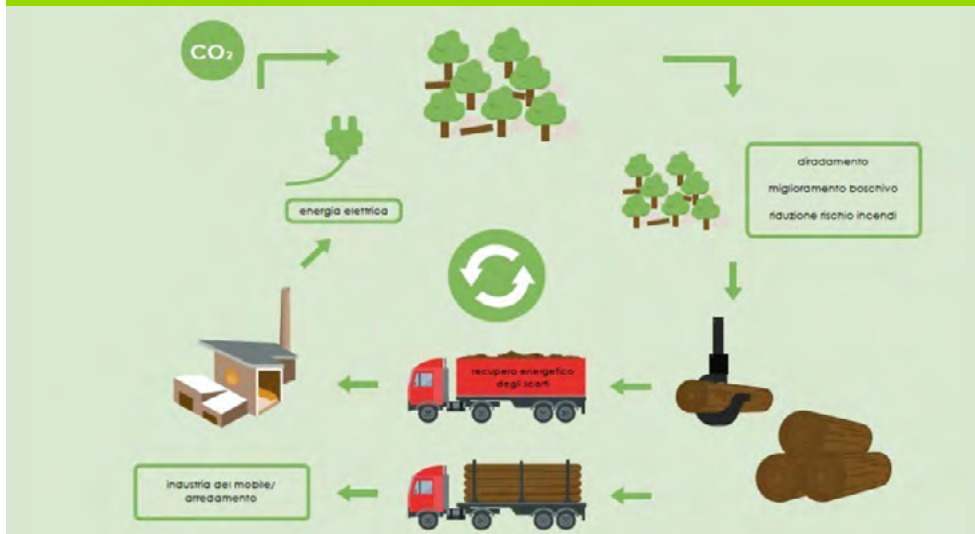 CO₂
diradamento
miglioramento boschivo
riduzione rischio incendi
energia elettrica
recupero energetico
degli scarti
industria del mobile/
arredamento